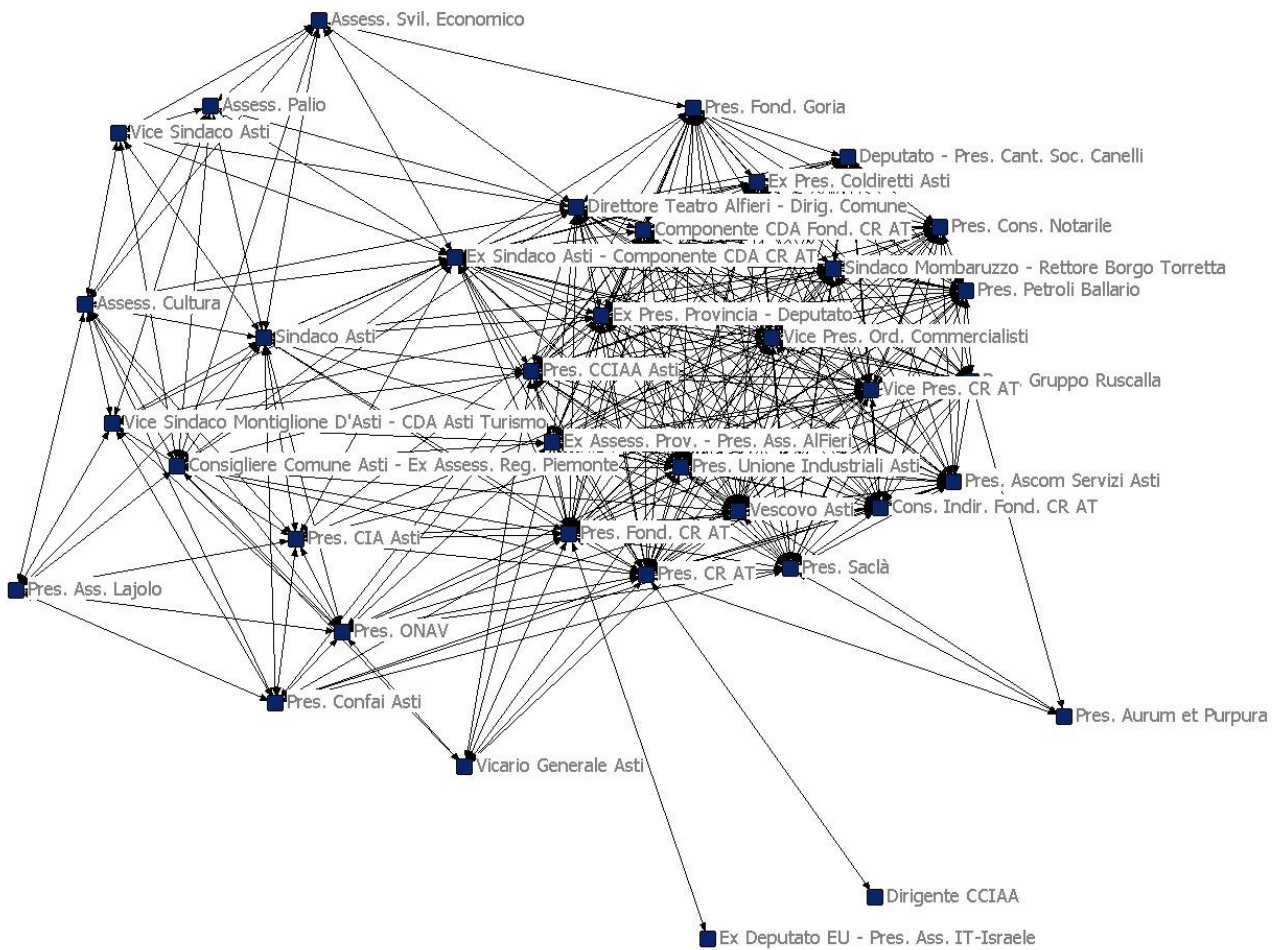 Assess. Svil. Economico
Assess. Palio
Pres. Fond. Goria
Vice Sindaco Asti
Deputato - Pres. Cant. Soc. Canelli
Ex Pres. Coldiretti Asti
Direttore Teatro Alfieri - Dirig. Comune
Componente CDA Fond. CR AT
Pres. Cons. Notarile
Ex Sindaco Asti - Componente CDA CR AT
Sindaco Mombaruzzo - Rettore Borgo Torretta
Pres. Petroli Ballario
Assess. Cultura
Ex Pres. Provincia - Deputato
Sindaco Asti
Vice Pres. Ord. Commercialisti
Pres. CCIAA Asti
Gruppo Ruscalla
Vice Pres. CR AT
Vice Sindaco Montiglione D'Asti - CDA Asti Turismo
Ex Assess. Prov. - Pres. Ass. Alfieri
Consigliere Comune Asti - Ex Assess. Reg. Piemonte
Pres. Unione Industriali Asti
Pres. Ascom Servizi Asti
Vescovo Asti
Cons. Indir. Fond. CR AT
Pres. CIA Asti
Pres. Fond. CR AT
Pres. CR AT
Pres. Saclà
Pres. Ass. Lajolo
Pres. ONAV
Pres. Confai Asti
Pres. Aurum et Purpura
Vicario Generale Asti
Dirigente CCIAA
Ex Deputato EU - Pres. Ass. IT-Israele